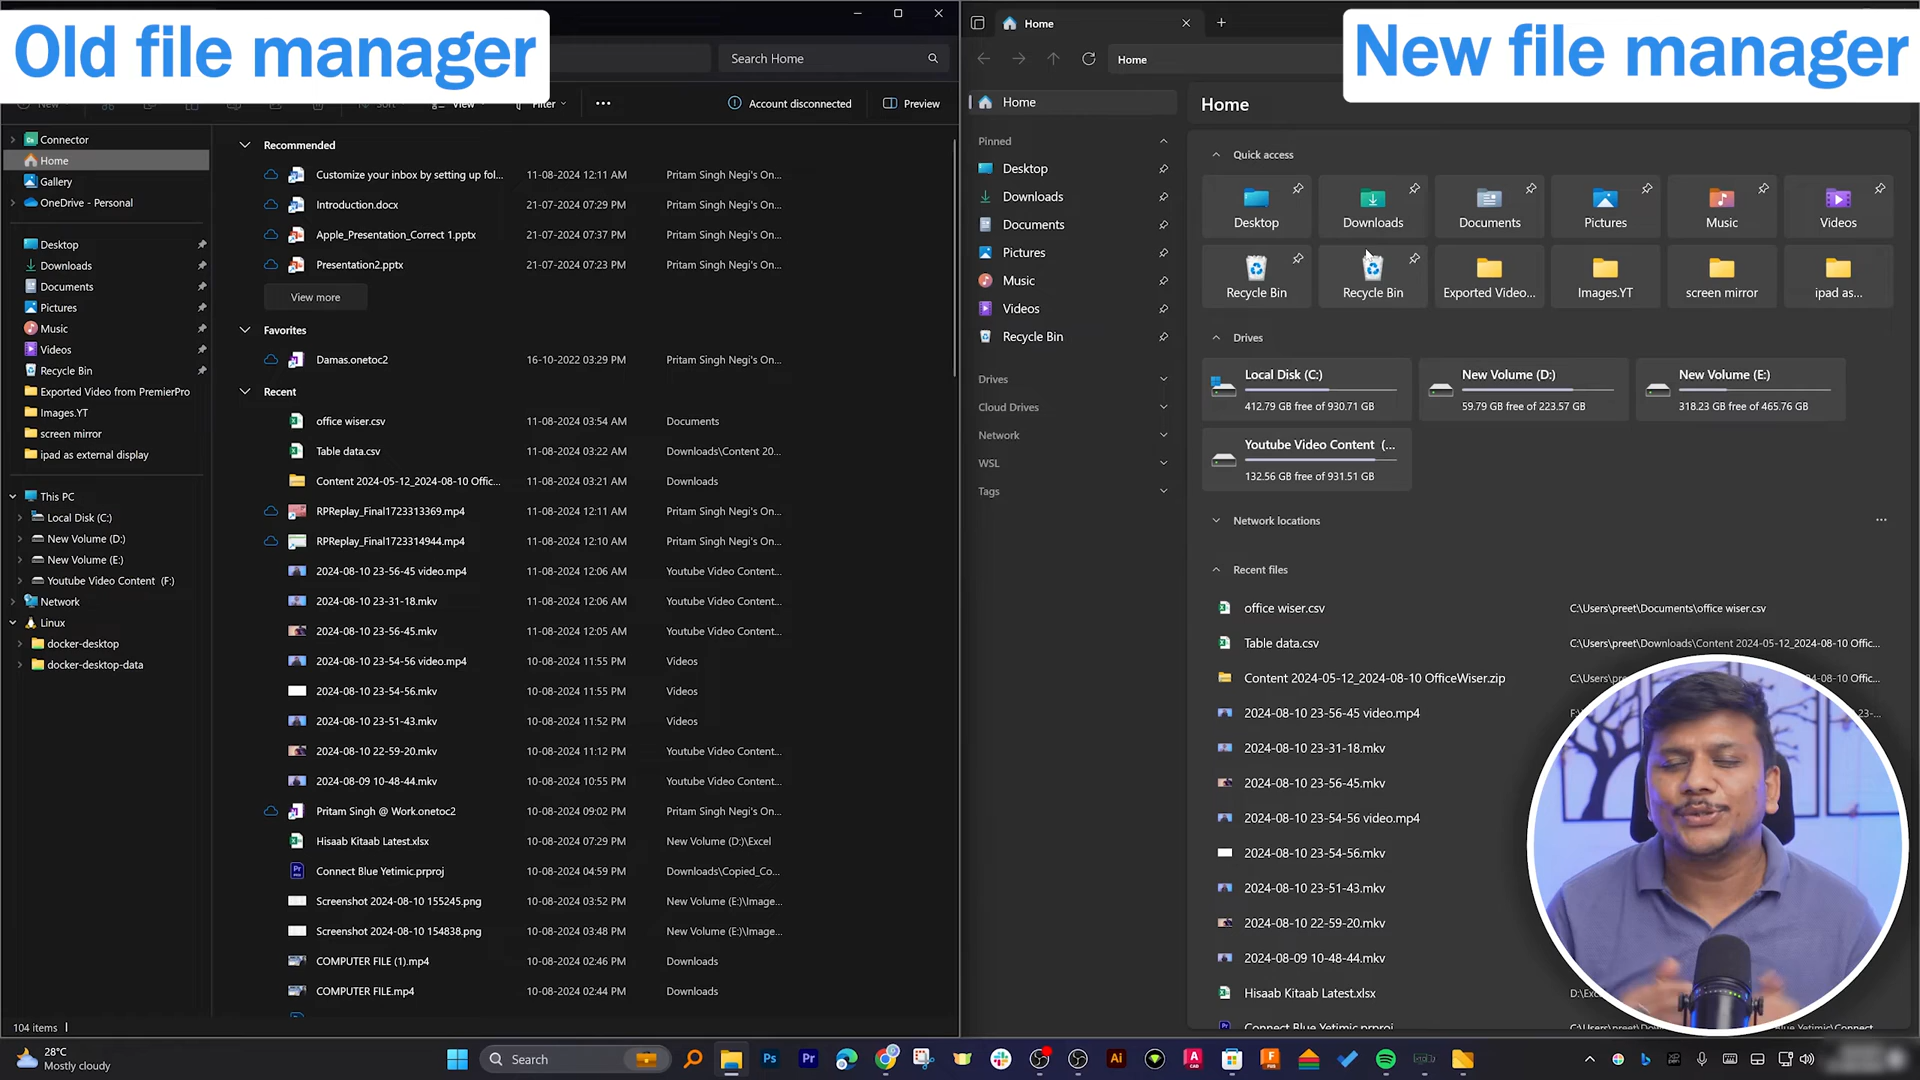 Old file manager
New file manager
Search Home
View
Filter
Account disconnected
Preview
Connector
Home
Gallery
OneDrive - Personal
Desktop
Downloads
Documents
Pictures
Music
Videos
Recycle Bin
Exported Video from PremierPro
Images.YT
screen mirror
ipad as external display
This PC
Local Disk (C:)
New Volume (D:)
New Volume (E:)
Youtube Video Content (F:)
Network
Linux
docker-desktop
docker-desktop-data
104 items
Recommended
Customize your inbox by setting up fol... 11-08-2024 12:11 AM Pritam Singh Negi's On...
Introduction.docx 21-07-2024 07:29 PM Pritam Singh Negi's On...
Apple_Presentation_Correct 1.pptx 21-07-2024 07:37 PM Pritam Singh Negi's On...
Presentation2.pptx 21-07-2024 07:23 PM Pritam Singh Negi's On...
View more
Favorites
Damas.onetoc2 16-10-2022 03:29 PM Pritam Singh Negi's On...
Recent
office wiser.csv 11-08-2024 03:54 AM Documents
Table data.csv 11-08-2024 03:22 AM Downloads\Content 20...
Content 2024-05-12_2024-08-10 Offic... 11-08-2024 03:21 AM Downloads
RPReplay_Final1723313369.mp4 11-08-2024 12:11 AM Pritam Singh Negi's On...
RPReplay_Final1723314944.mp4 11-08-2024 12:10 AM Pritam Singh Negi's On...
2024-08-10 23-56-45 video.mp4 11-08-2024 12:06 AM Youtube Video Content...
2024-08-10 23-31-18.mkv 11-08-2024 12:06 AM Youtube Video Content...
2024-08-10 23-56-45.mkv 11-08-2024 12:05 AM Youtube Video Content...
2024-08-10 23-54-56 video.mp4 10-08-2024 11:55 PM Videos
2024-08-10 23-54-56.mkv 10-08-2024 11:55 PM Videos
2024-08-10 23-51-43.mkv 10-08-2024 11:52 PM Videos
2024-08-10 22-59-20.mkv 10-08-2024 11:12 PM Youtube Video Content...
2024-08-09 10-48-44.mkv 10-08-2024 10:55 PM Youtube Video Content...
Pritam Singh @ Work.onetoc2 10-08-2024 09:02 PM Pritam Singh Negi's On...
Hisaab Kitaab Latest.xlsx 10-08-2024 07:29 PM New Volume (D:)\Excel
Connect Blue Yetimic.prproj 10-08-2024 04:59 PM Downloads\Copied_Co...
Screenshot 2024-08-10 155245.png 10-08-2024 03:52 PM New Volume (E:)\Image...
Screenshot 2024-08-10 154838.png 10-08-2024 03:48 PM New Volume (E:)\Image...
COMPUTER FILE (1).mp4 10-08-2024 02:46 PM Downloads
COMPUTER FILE.mp4 10-08-2024 02:44 PM Downloads
Home
Home
Home
Pinned
Desktop
Downloads
Documents
Pictures
Music
Videos
Recycle Bin
Drives
Cloud Drives
Network
WSL
Tags
Home
Quick access
Desktop Downloads Documents Pictures Music Videos
Recycle Bin Recycle Bin Exported Video... Images.YT screen mirror ipad as...
Drives
Local Disk (C:) New Volume (D:) New Volume (E:)
412.79 GB free of 930.71 GB 59.79 GB free of 223.57 GB 318.23 GB free of 465.76 GB
Youtube Video Content (...
132.56 GB free of 931.51 GB
Network locations
Recent files
office wiser.csv C:\Users\preet\Documents\office wiser.csv
Table data.csv C:\Users\preet\Downloads\Content 2024-05-12_2024-08-10 Offic...
Content 2024-05-12_2024-08-10 OfficeWiser.zip
2024-08-10 23-56-45 video.mp4
2024-08-10 23-31-18.mkv
2024-08-10 23-56-45.mkv
2024-08-10 23-54-56 video.mp4
2024-08-10 23-54-56.mkv
2024-08-10 23-51-43.mkv
2024-08-10 22-59-20.mkv
2024-08-09 10-48-44.mkv
Hisaab Kitaab Latest.xlsx
Connect Blue Yetimic.prproj
28°C
Mostly cloudy
Search
Ps
Pr
Ai